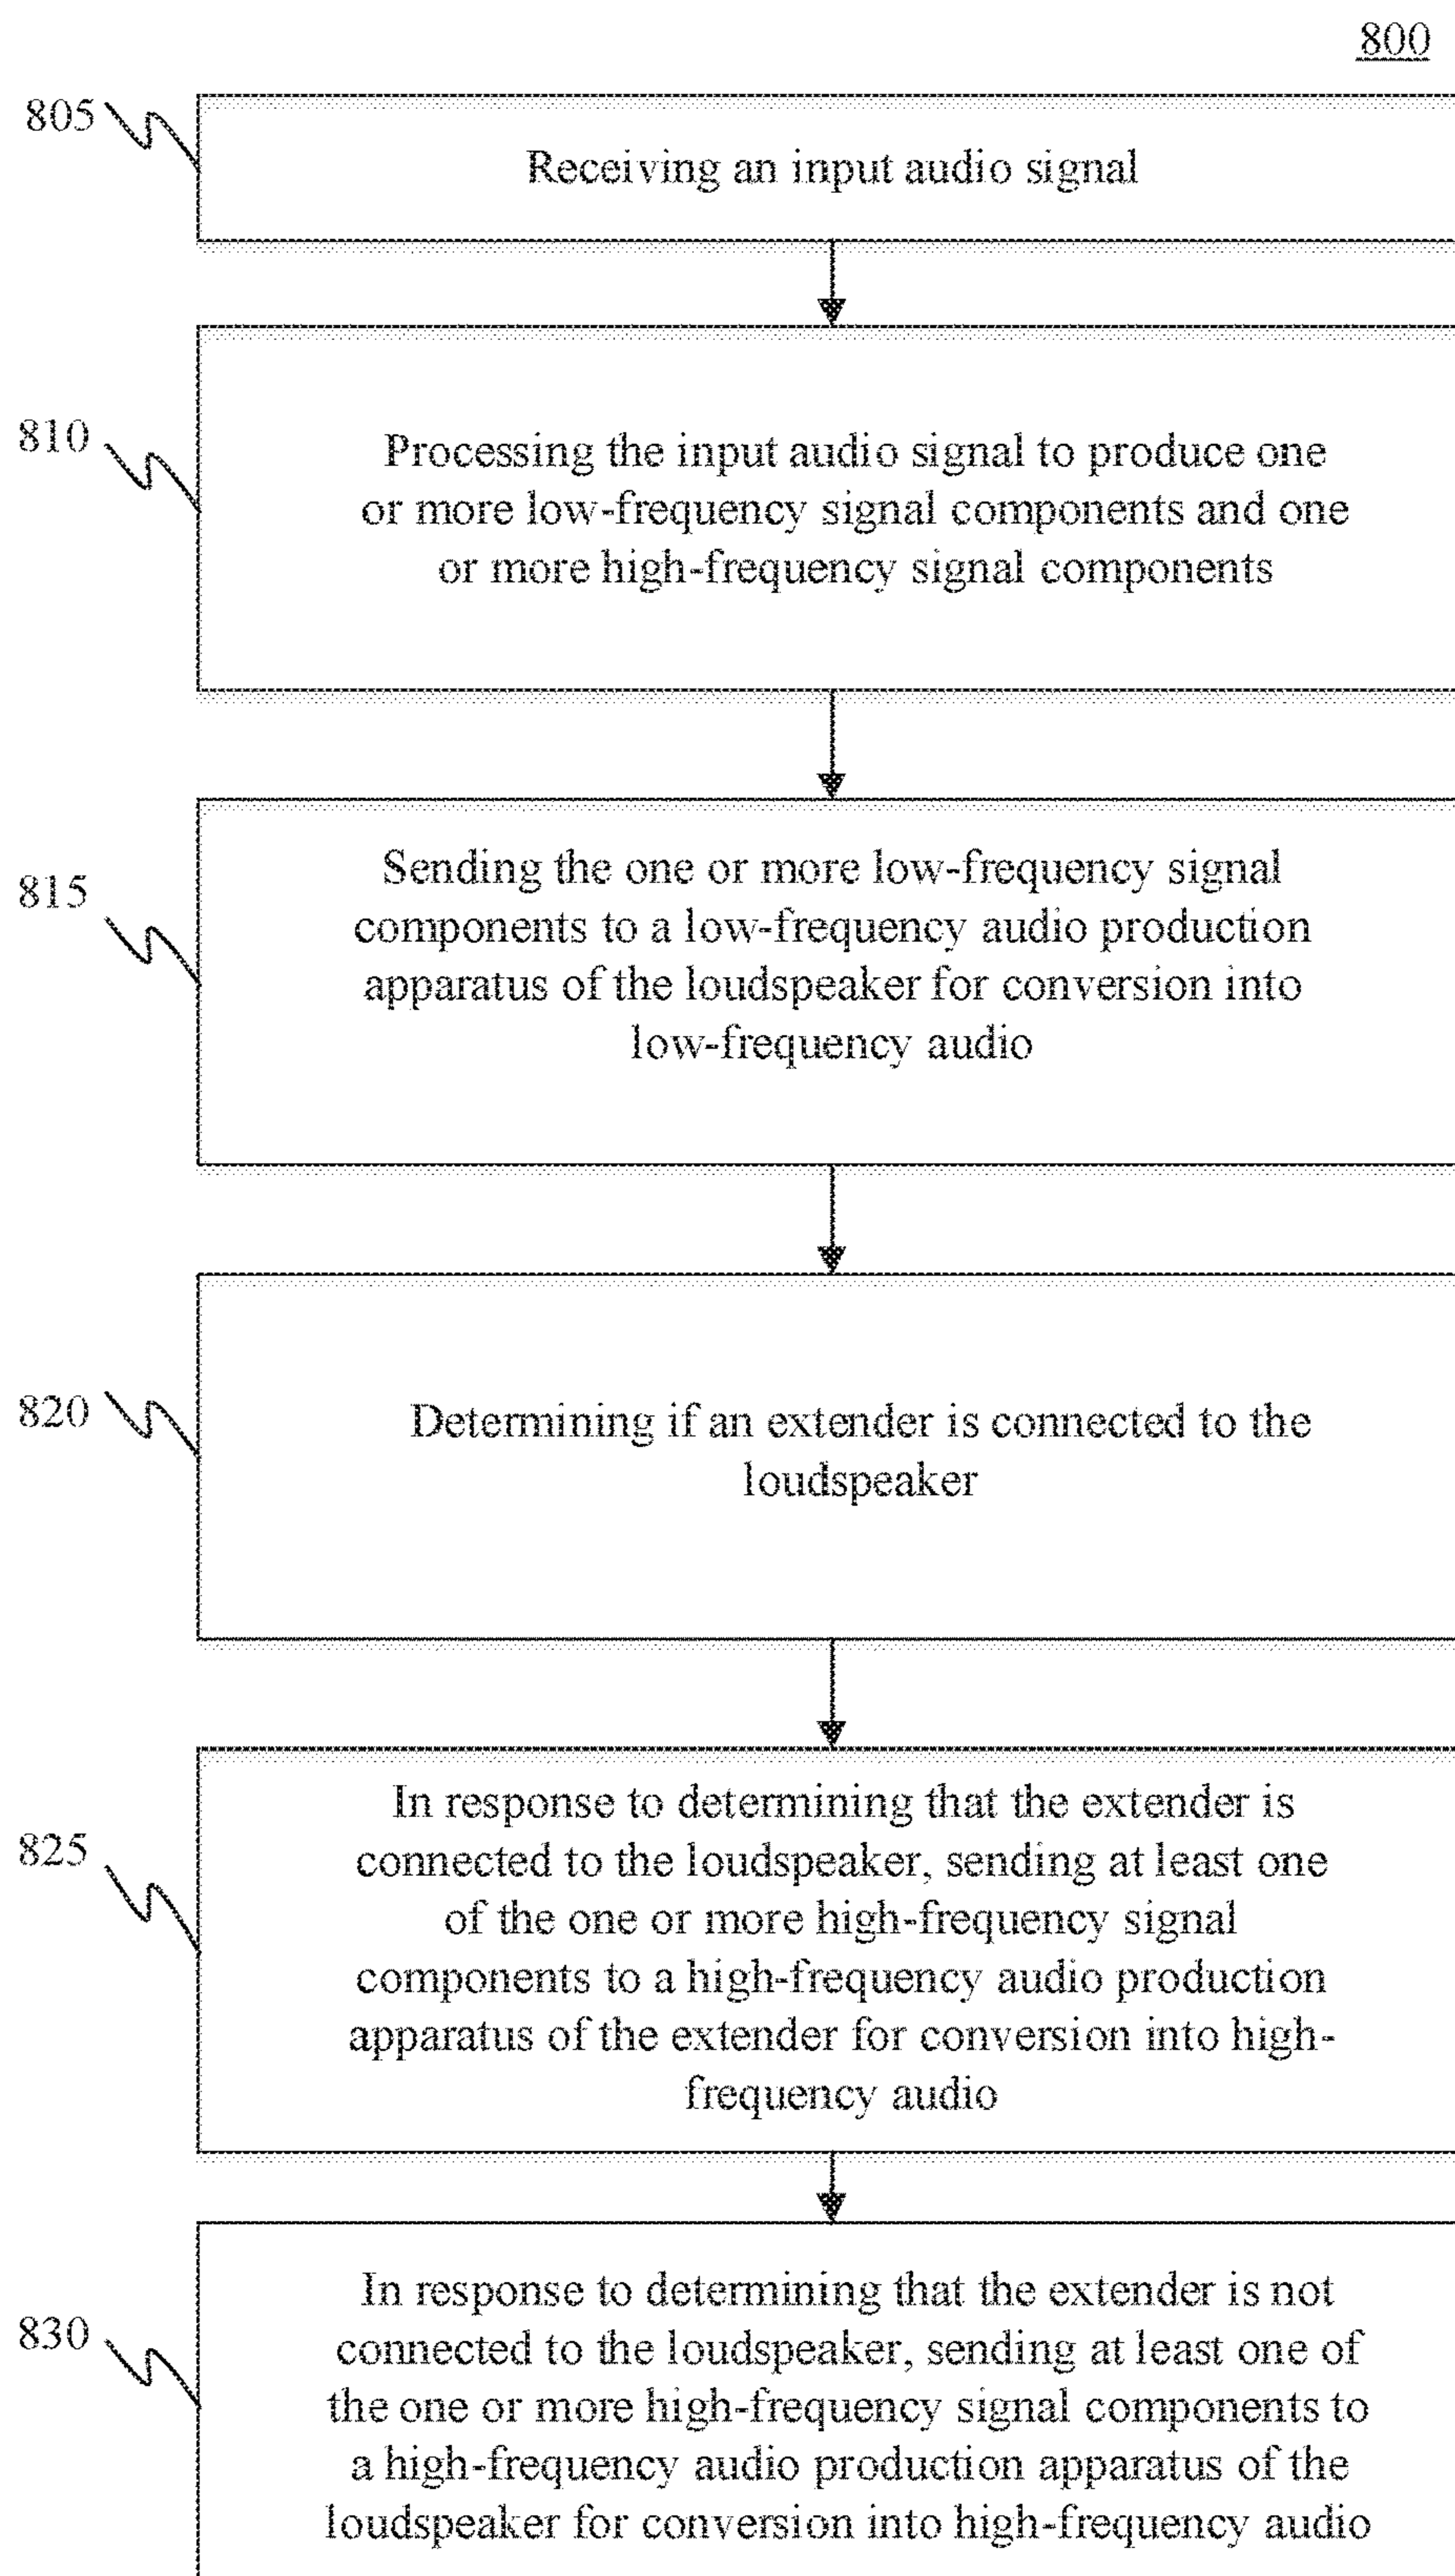 800
805
Receiving an input audio signal
810
Processing the input audio signal to produce one
or more low-frequency signal components and one
or more high-frequency signal components
815
Sending the one or more low-frequency signal
components to a low-frequency audio production
apparatus of the loudspeaker for conversion into
low-frequency audio
820
Determining if an extender is connected to the
loudspeaker
825
In response to determining that the extender is
connected to the loudspeaker, sending at least one
of the one or more high-frequency signal
components to a high-frequency audio production
apparatus of the extender for conversion into high-
frequency audio
830
In response to determining that the extender is not
connected to the loudspeaker, sending at least one of
the one or more high-frequency signal components to
a high-frequency audio production apparatus of the
loudspeaker for conversion into high-frequency audio